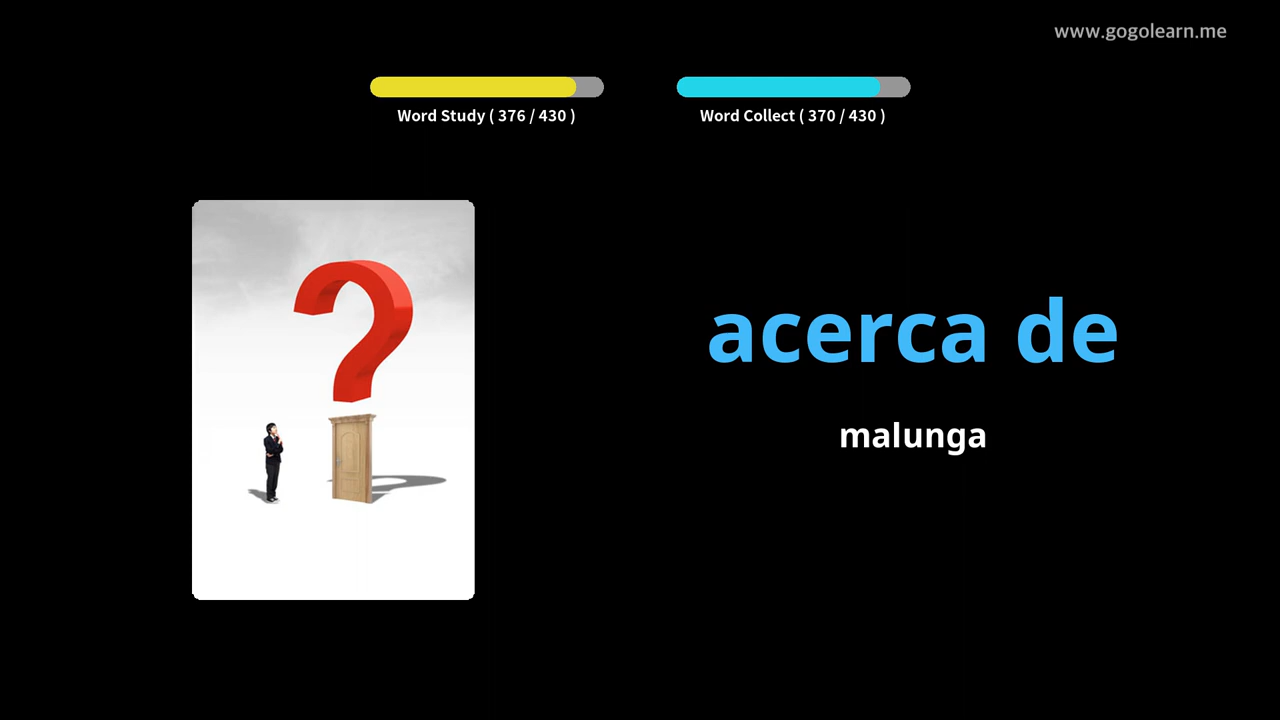 www.gogolearn.me
Word Study ( 376 / 430 )
Word Collect ( 370 / 430 )
acerca de
malunga